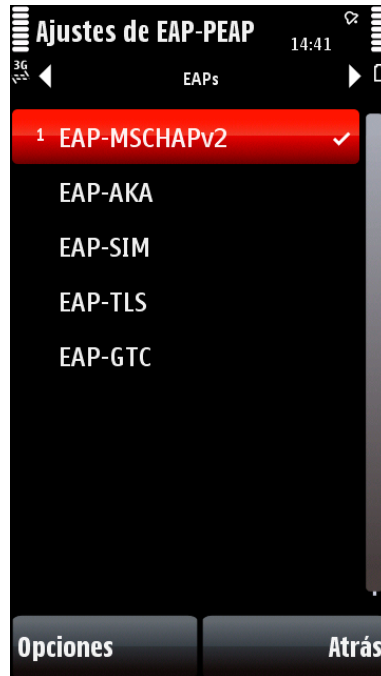 Ajustes de EAP-PEAP
14:41
3G
EAPs
1 EAP-MSCHAPv2
EAP-AKA
EAP-SIM
EAP-TLS
EAP-GTC
Opciones Atrás